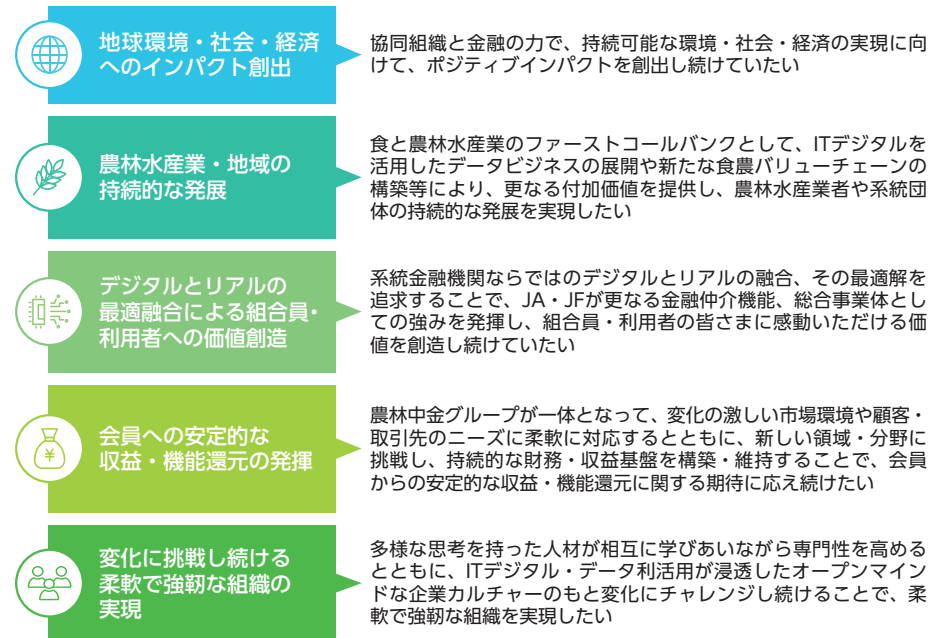 地球環境・社会・経済
へのインパクト創出
協同組織と金融の力で、持続可能な環境・社会・経済の実現に向
けて、ポジティブインパクトを創出し続けていたい
農林水産業・地域の
持続的な発展
食と農林水産業のファーストコールバンクとして、ITデジタルを
活用したデータビジネスの展開や新たな食農バリューチェーンの
構築等により、更なる付加価値を提供し、農林水産業者や系統団
体の持続的な発展を実現したい
デジタルとリアルの
最適融合による組合員・
利用者への価値創造
系統金融機関ならではのデジタルとリアルの融合、その最適解を
追求することで、JA・JFが更なる金融仲介機能、総合事業体とし
ての強みを発揮し、組合員・利用者の皆さまに感動いただける価
値を創造し続けていたい
¥
会員への安定的な
収益・機能還元の発揮
農林中金グループが一体となって、変化の激しい市場環境や顧客・
取引先のニーズに柔軟に対応するとともに、新しい領域・分野に
挑戦し、持続的な財務・収益基盤を構築・維持することで、会員
からの安定的な収益・機能還元に関する期待に応え続けたい
変化に挑戦し続ける
柔軟で強靭な組織の
実現
多様な思考を持った人材が相互に学びあいながら専門性を高める
とともに、ITデジタル・データ利活用が浸透したオープンマイン
ドな企業カルチャーのもと変化にチャレンジし続けることで、柔
軟で強靭な組織を実現したい